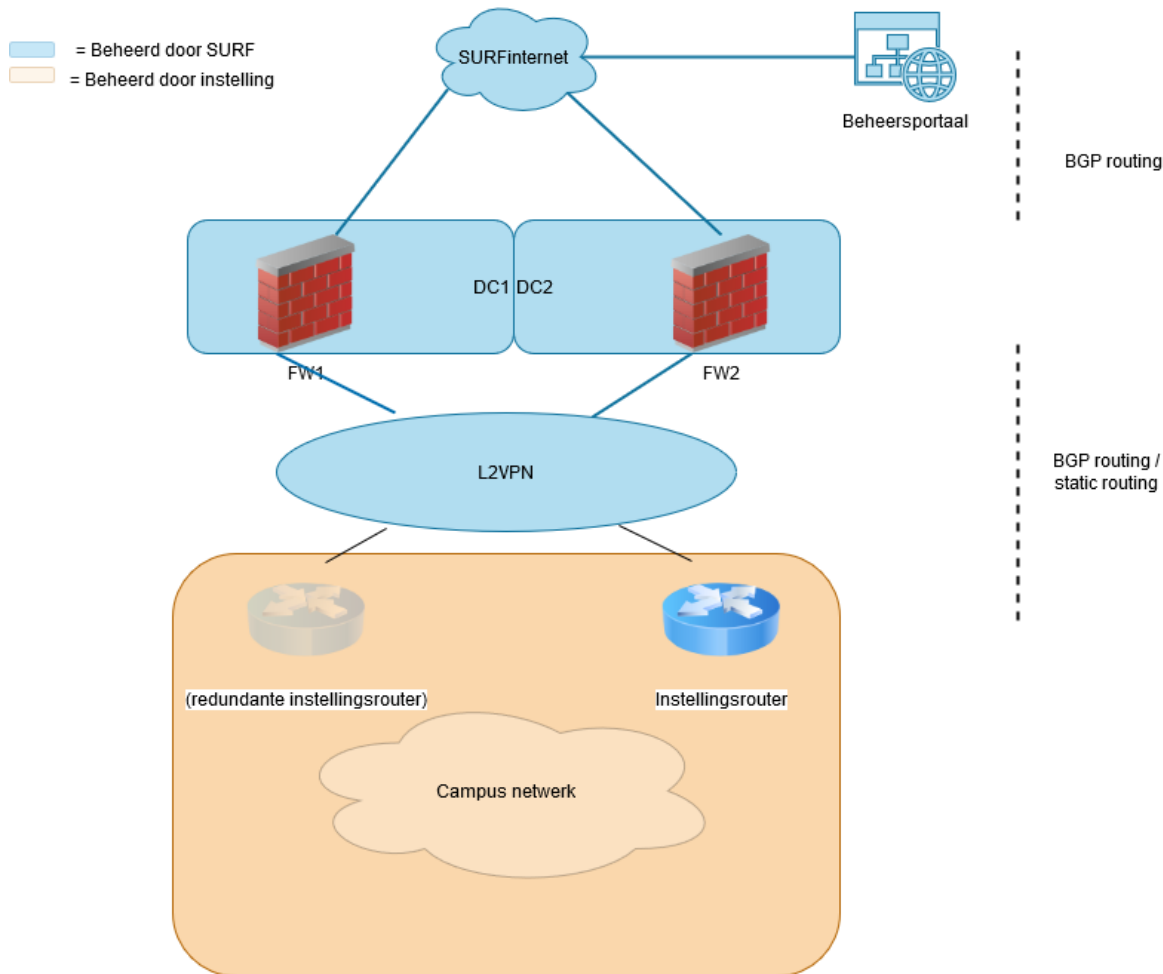 = Beheerd door SURF
= Beheerd door instelling
SURFinternet
Beheersportaal
BGP routing
DC1
DC2
FW1
FW2
L2VPN
BGP routing /
static routing
(redundante instellingsrouter)
Instellingsrouter
Campus netwerk